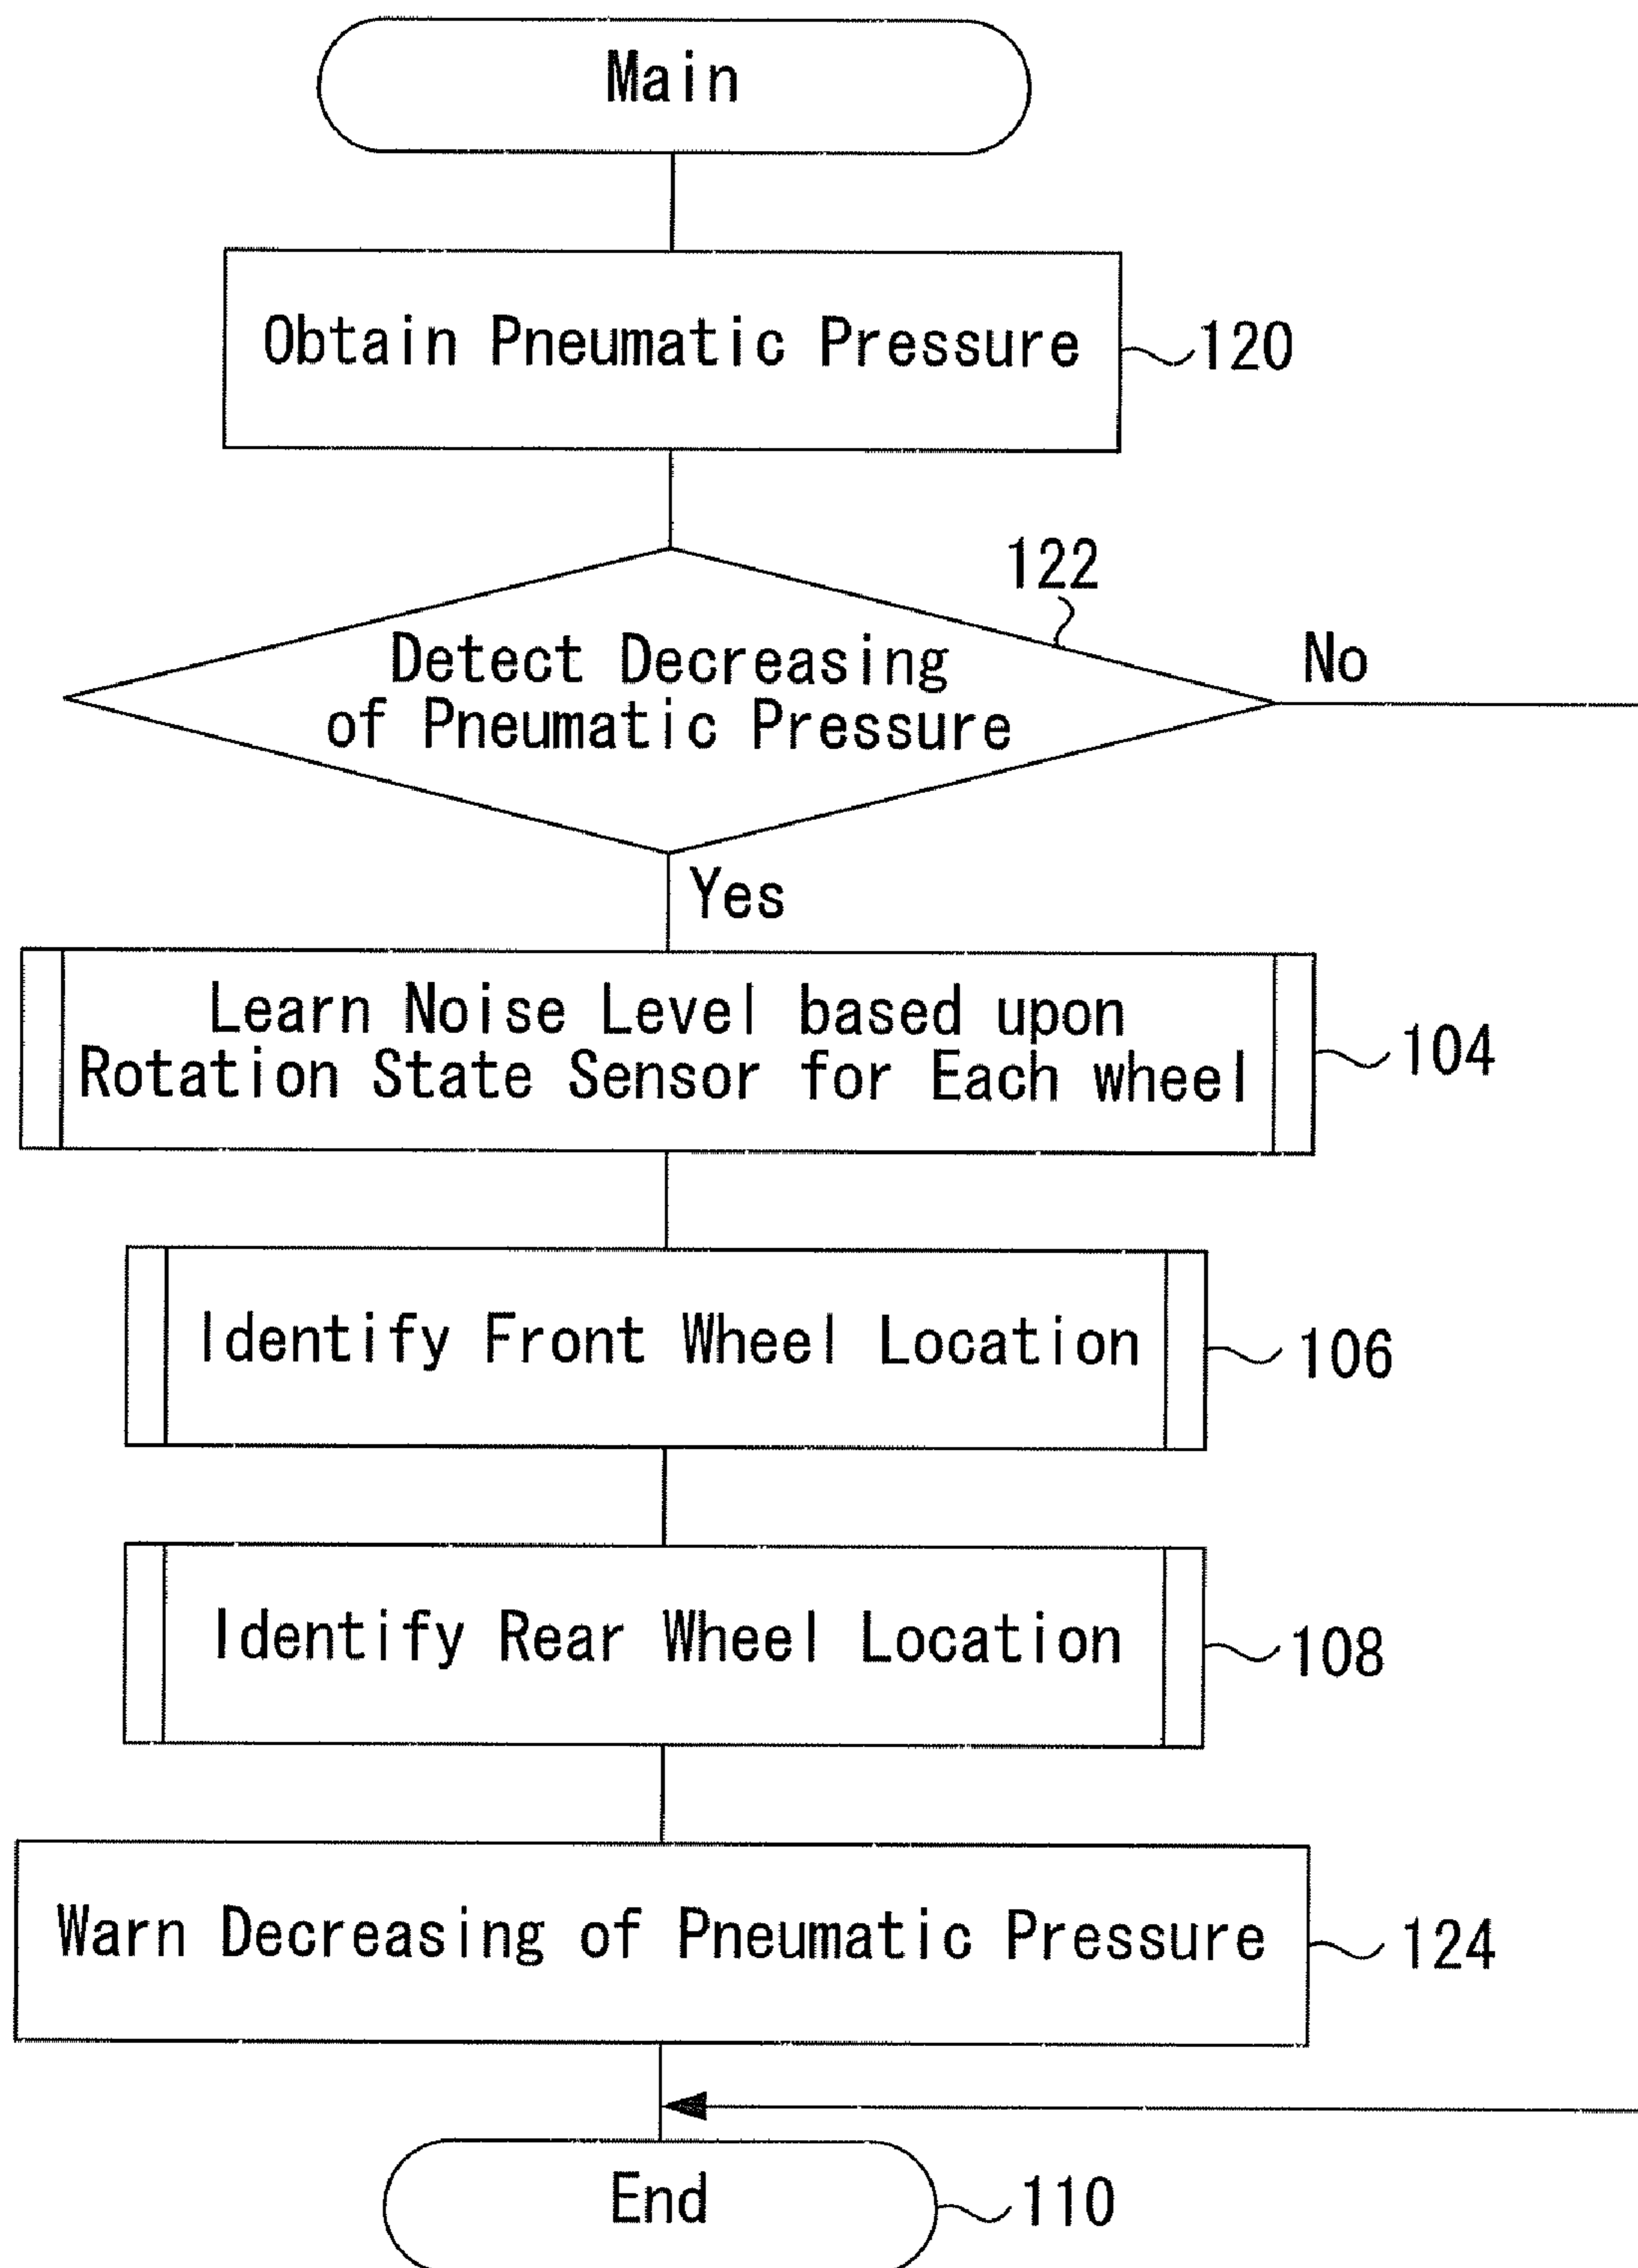 Main
Obtain Pneumatic Pressure
120
122
Detect Decreasing
of Pneumatic Pressure
No
Yes
Learn Noise Level based upon
Rotation State Sensor for Each wheel
104
Identify Front Wheel Location
106
Identify Rear Wheel Location
108
Warn Decreasing of Pneumatic Pressure
124
End
110